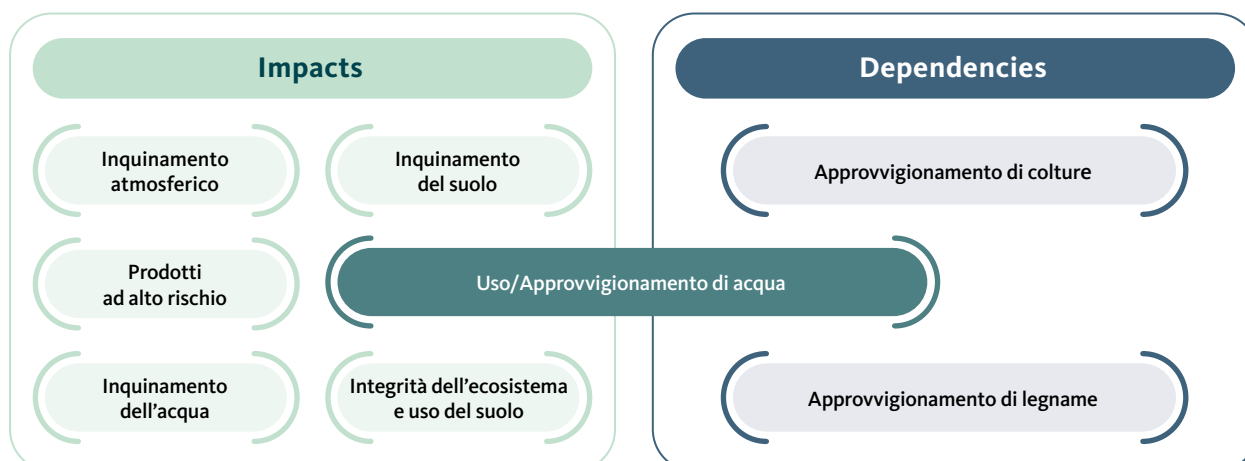 Impacts
Inquinamento
atmosferico
Inquinamento
del suolo
Prodotti
ad alto rischio
Uso/Approvvigionamento di acqua
Inquinamento
dell'acqua
Integrità dell'ecosistema
e uso del suolo
Dependencies
Approvvigionamento di colture
Approvvigionamento di legname